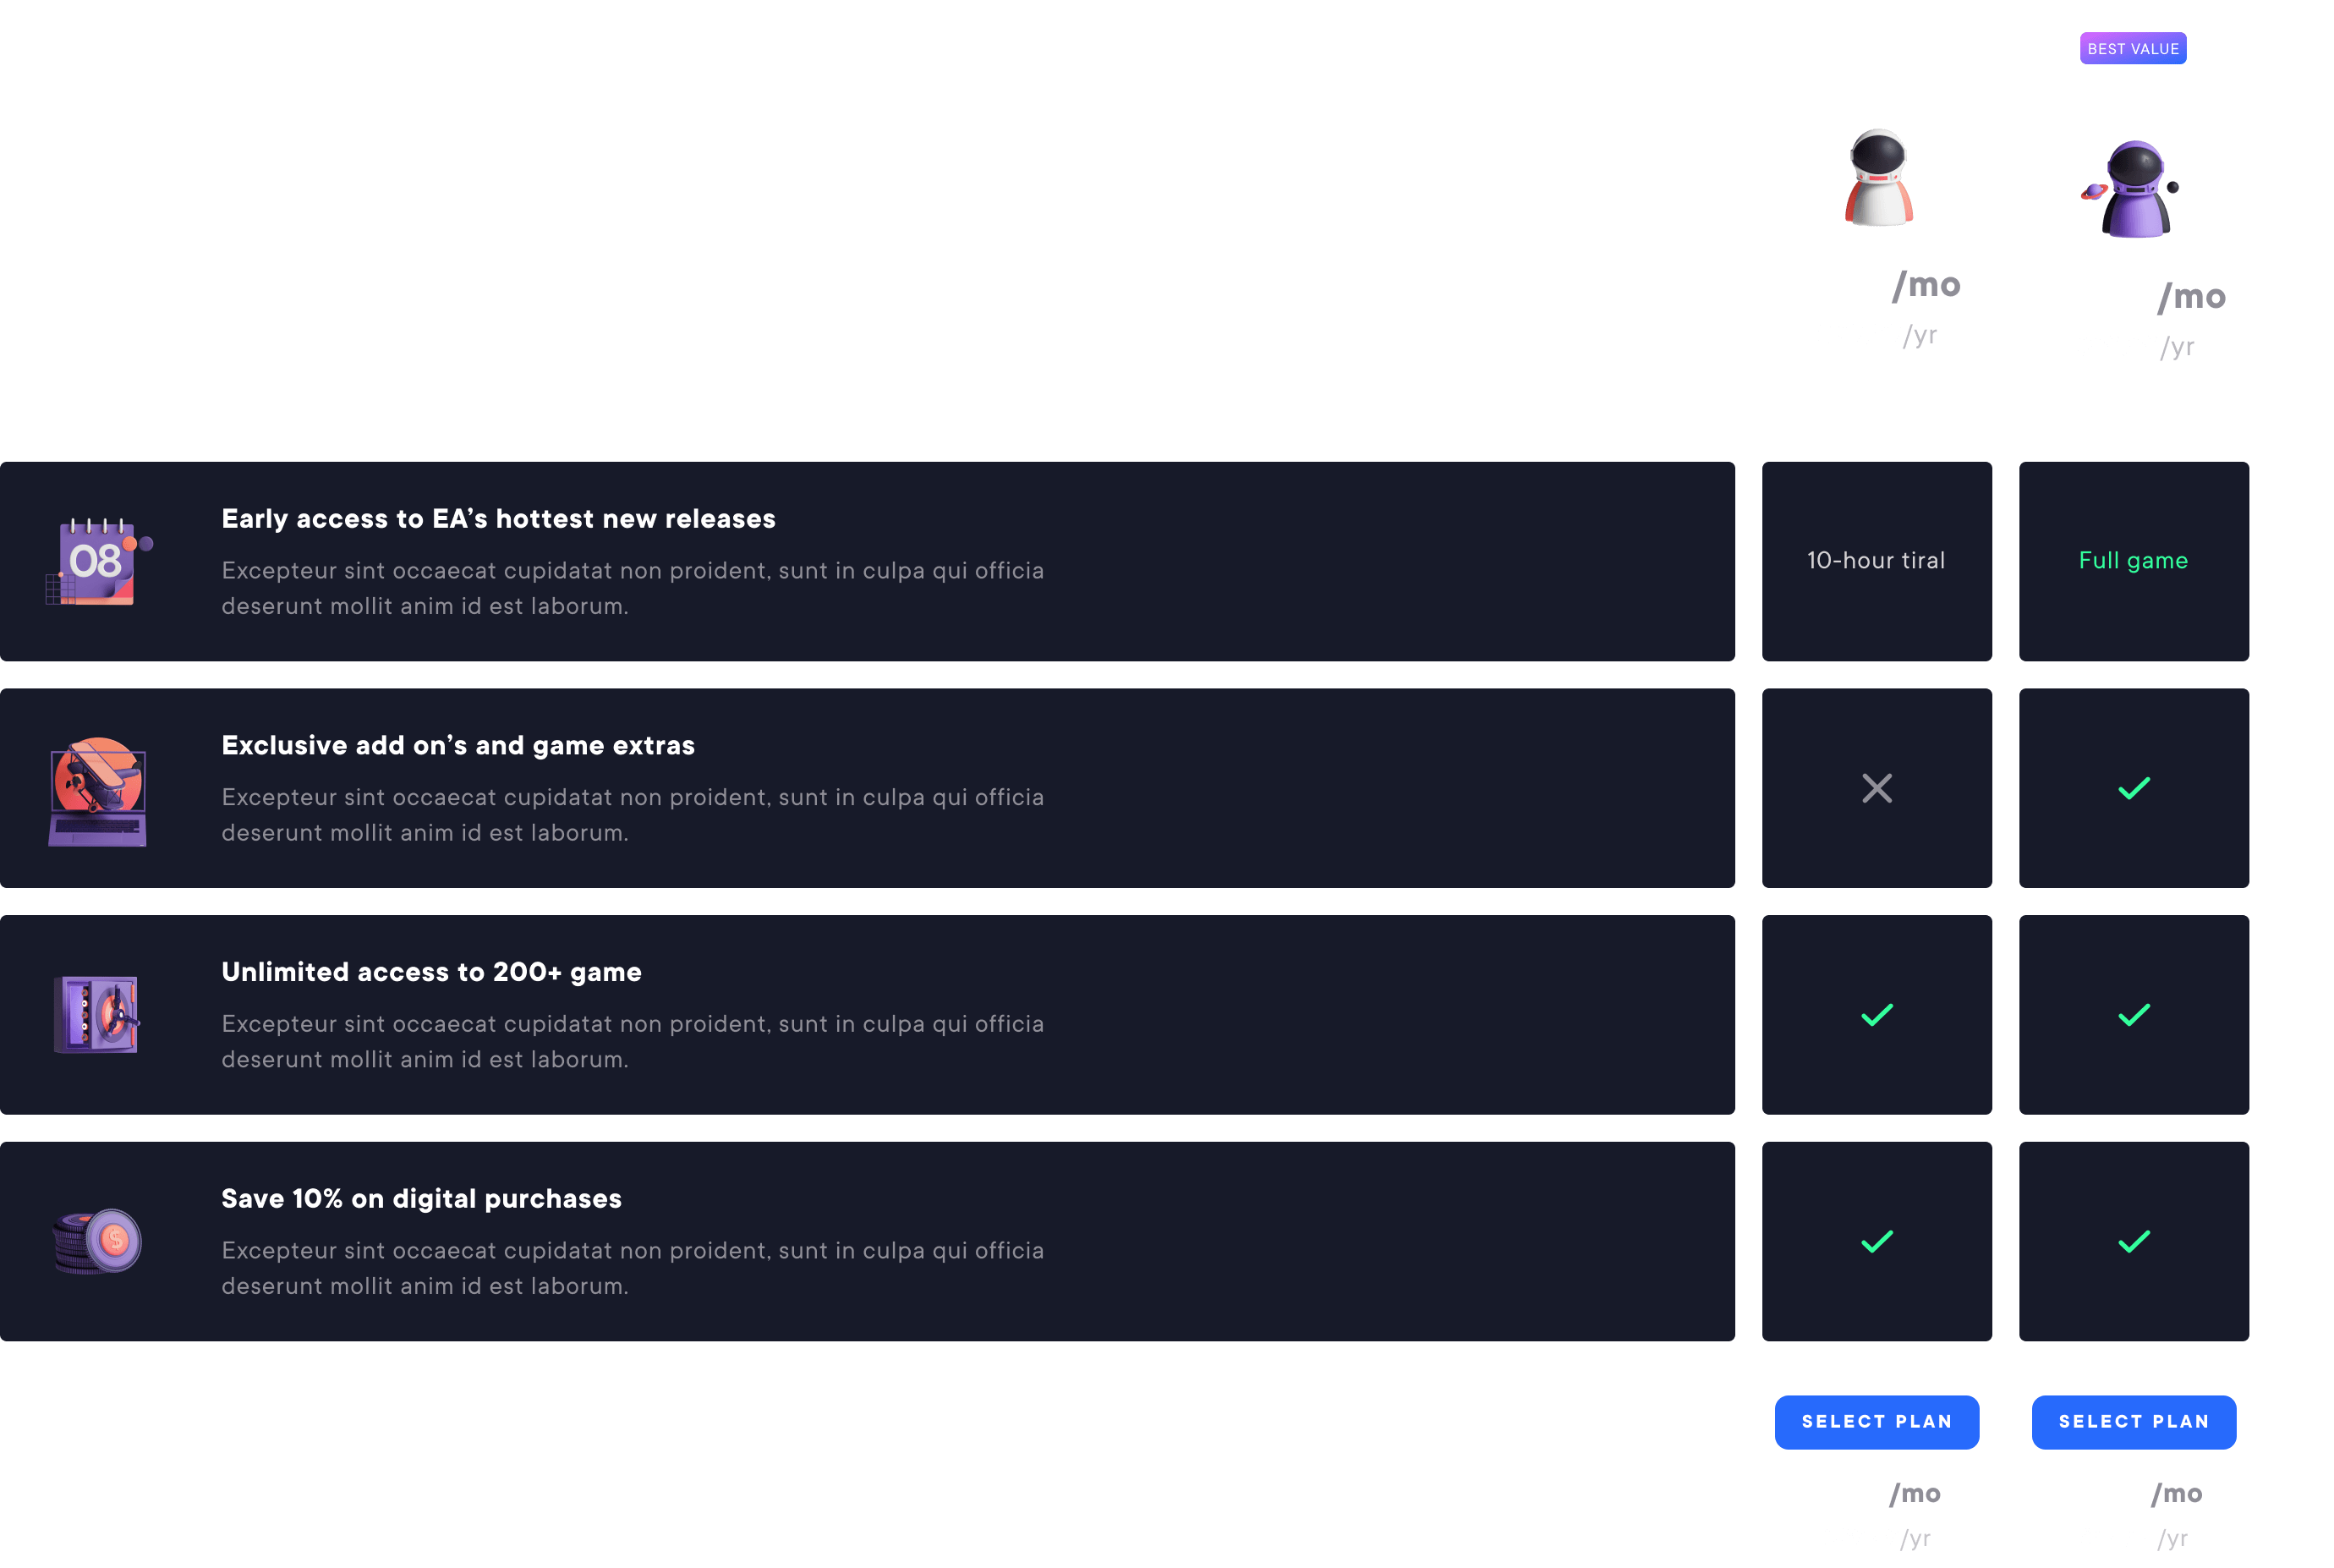 BEST VALUE
/mo
/mo
/yr
/yr
08
Early access to EA’s hottest new releases
Excepteur sint occaecat cupidatat non proident, sunt in culpa qui officia
deserunt mollit anim id est laborum.
10-hour tiral
Full game
Exclusive add on’s and game extras
Excepteur sint occaecat cupidatat non proident, sunt in culpa qui officia
deserunt mollit anim id est laborum.
Unlimited access to 200+ game
Excepteur sint occaecat cupidatat non proident, sunt in culpa qui officia
deserunt mollit anim id est laborum.
Save 10% on digital purchases
Excepteur sint occaecat cupidatat non proident, sunt in culpa qui officia
deserunt mollit anim id est laborum.
$
SELECT PLAN
SELECT PLAN
/mo
/mo
/yr
/yr